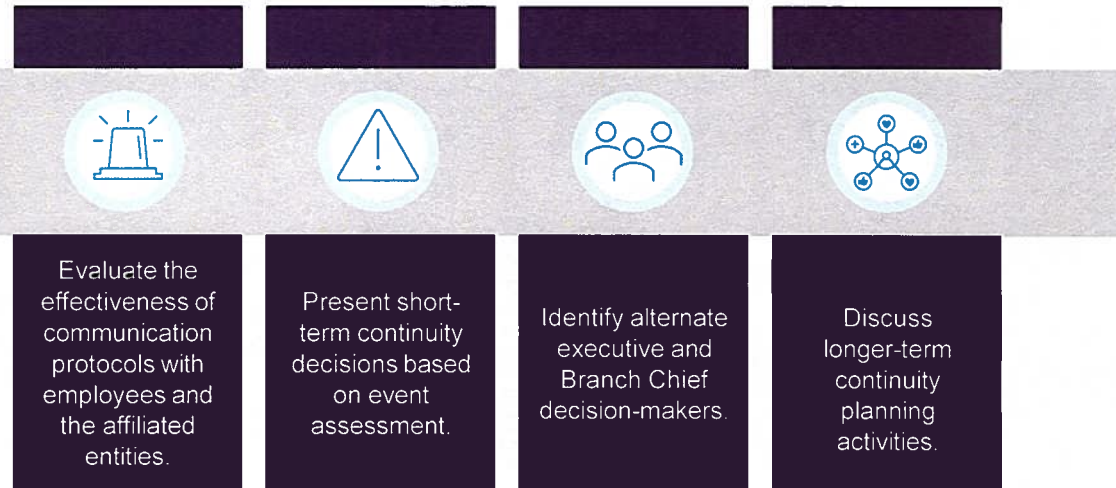 Evaluate the
effectiveness of
communication
protocols with
employees and
the affiliated
entities.
Present short-
term continuity
decisions based
on event
assessment.
Identify alternate
executive and
Branch Chief
decision-makers.
Discuss
longer-term
continuity
planning
activities.